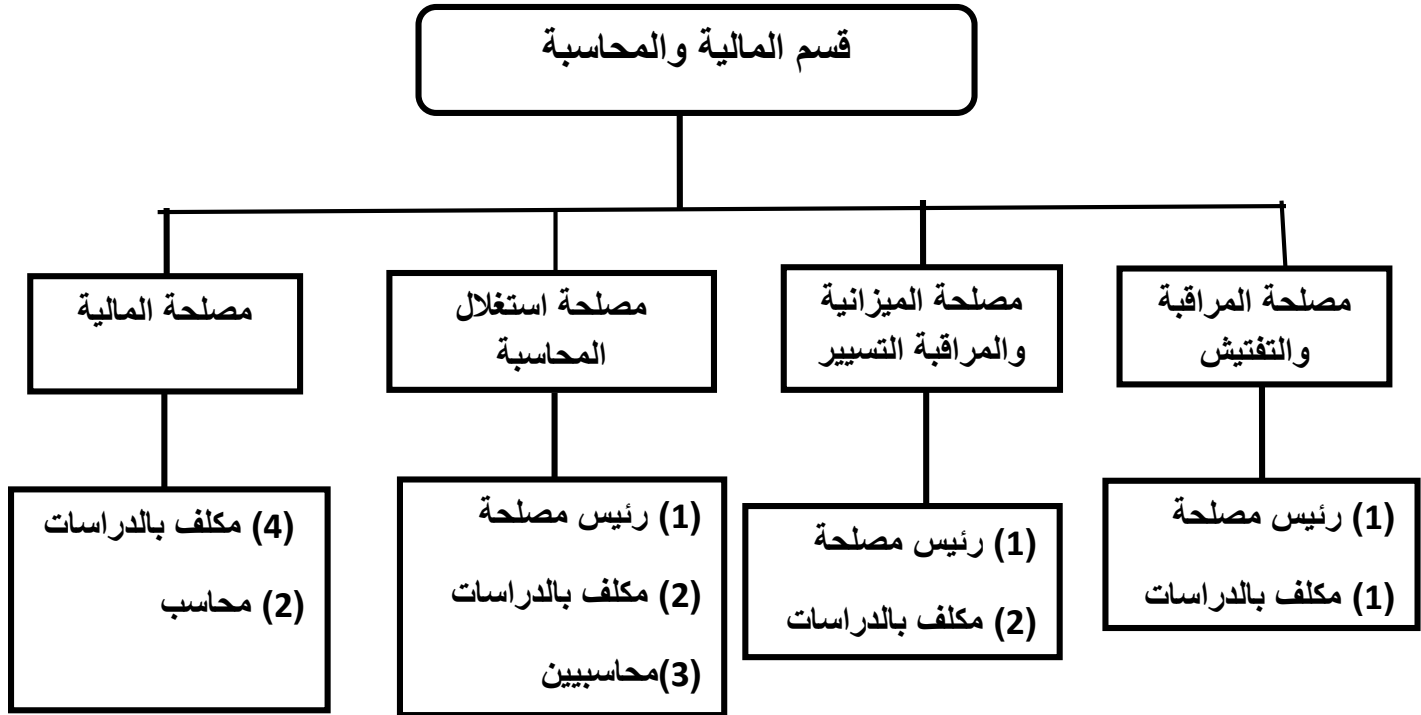 قسم المالية والمحاسبة
مصلحة المراقبة
والتفتيش
مصلحة الميزانية
والمراقبة التسيير
مصلحة استغلال
المحاسبة
مصلحة المالية
(1) رئيس مصلحة
(1) مكلف بالدراسات
(1) رئيس مصلحة
(2) مكلف بالدراسات
(1) رئيس مصلحة
(2) مكلف بالدراسات
(3)محاسبيين
(4) مكلف بالدراسات
(2) محاسب